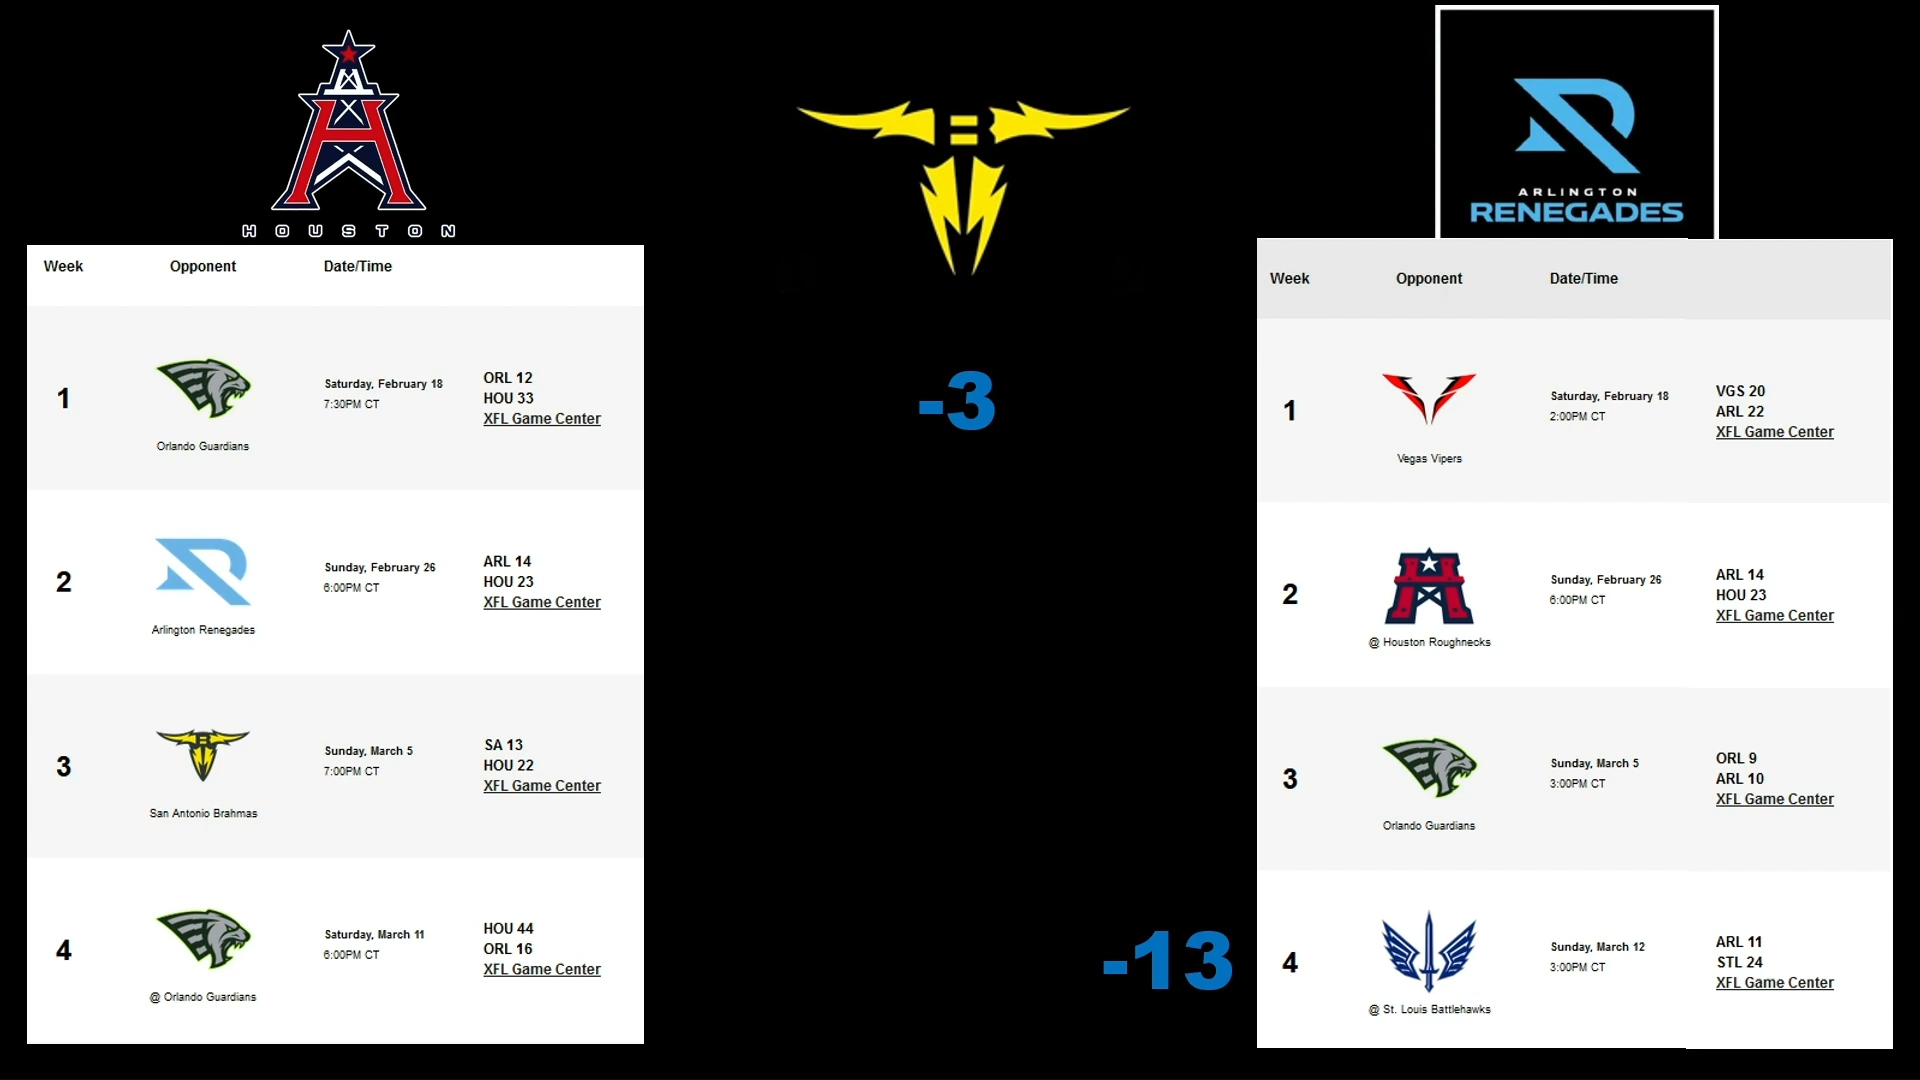 HOUSTON
Week Opponent Date/Time
1
Orlando Guardians
Saturday, February 18
7:30PM CT
ORL 12
HOU 33
XFL Game Center
2
Arlington Renegades
Sunday, February 26
6:00PM CT
ARL 14
HOU 23
XFL Game Center
3
San Antonio Brahmas
Sunday, March 5
7:00PM CT
SA 13
HOU 22
XFL Game Center
4
@ Orlando Guardians
Saturday, March 11
6:00PM CT
HOU 44
ORL 16
XFL Game Center
-3
-13
ARLINGTON
RENEGADES
Week Opponent Date/Time
1
Vegas Vipers
Saturday, February 18
2:00PM CT
VGS 20
ARL 22
XFL Game Center
2
@ Houston Roughnecks
Sunday, February 26
6:00PM CT
ARL 14
HOU 23
XFL Game Center
3
Orlando Guardians
Sunday, March 5
3:00PM CT
ORL 9
ARL 10
XFL Game Center
4
@ St. Louis Battlehawks
Sunday, March 12
3:00PM CT
ARL 11
STL 24
XFL Game Center